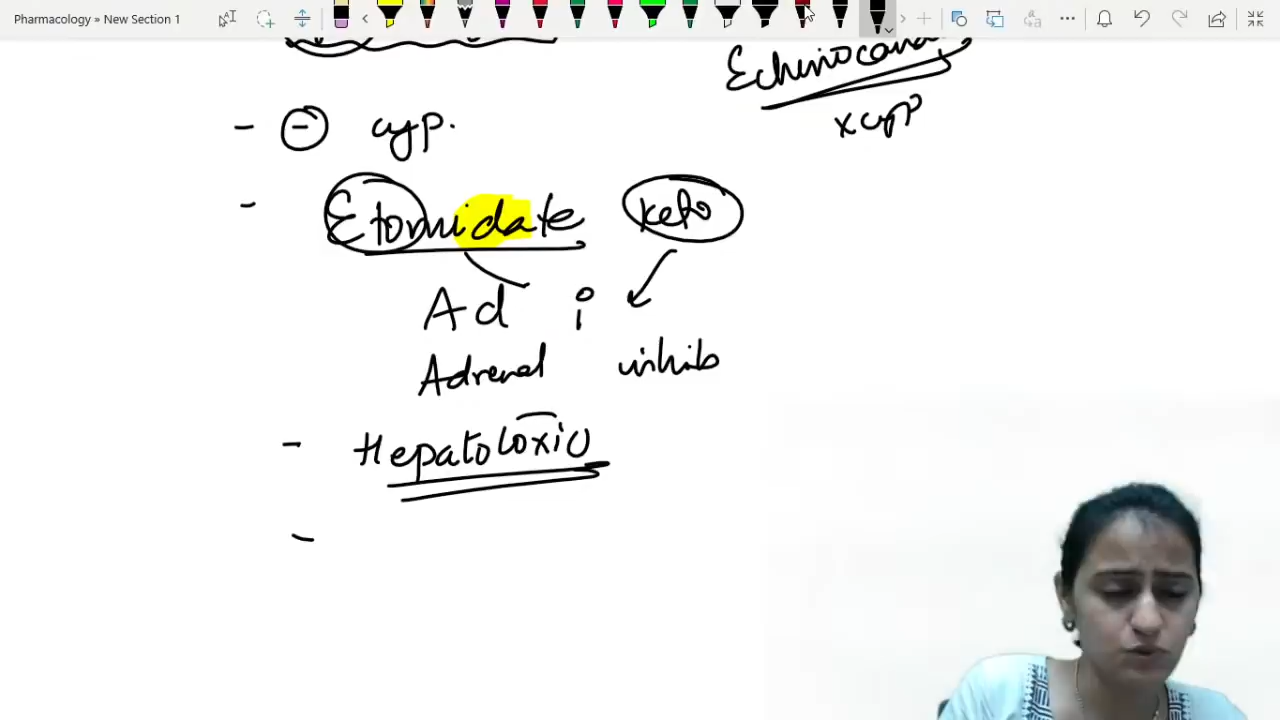 Pharmacology » New Section 1
Echinocand
x cyp
- ⊖ cyp.
- Etomidate keto
Ad i
Adrenal inhib
- Hepatotoxic
-